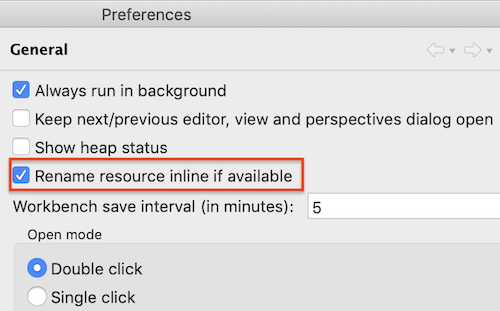 Preferences
General
Always run in background
Keep next/previous editor, view and perspectives dialog open
Show heap status
Rename resource inline if available
Workbench save interval (in minutes): 5
Open mode
Double click
Single click